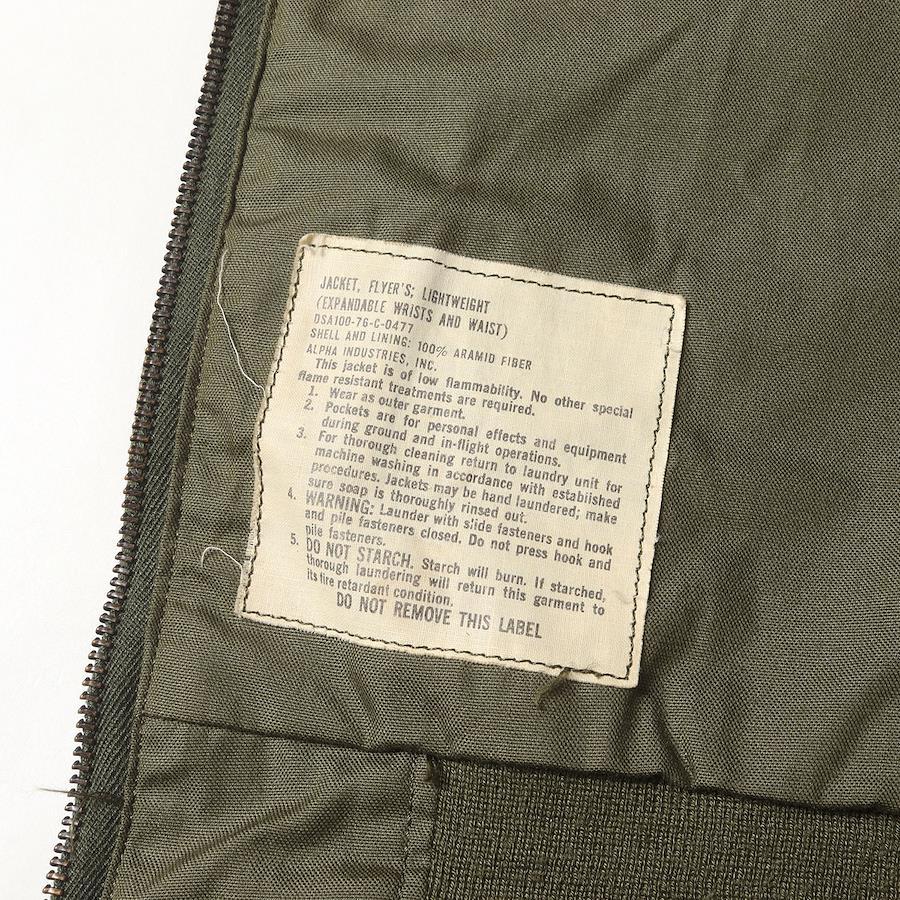 JACKET, FLYER'S; LIGHTWEIGHT
(EXPANDABLE WRISTS AND WAIST)
DSA100-76-C-0477
SHELL AND LINING: 100% ARAMID FIBER
ALPHA INDUSTRIES, INC.
This jacket is of low flammability. No other special
flame resistant treatments are required.
1. Wear as outer garment.
2. Pockets are for personal effects and equipment
during ground and in-flight operations.
3. For thorough cleaning return to laundry unit for
machine washing in accordance with established
procedures. Jackets may be hand laundered; make
sure soap is thoroughly rinsed out.
4. WARNING: Launder with slide fasteners and hook
and pile fasteners closed. Do not press hook and
pile fasteners.
5. DO NOT STARCH. Starch will burn. If starched,
thorough laundering will return this garment to
its fire retardant condition.
DO NOT REMOVE THIS LABEL